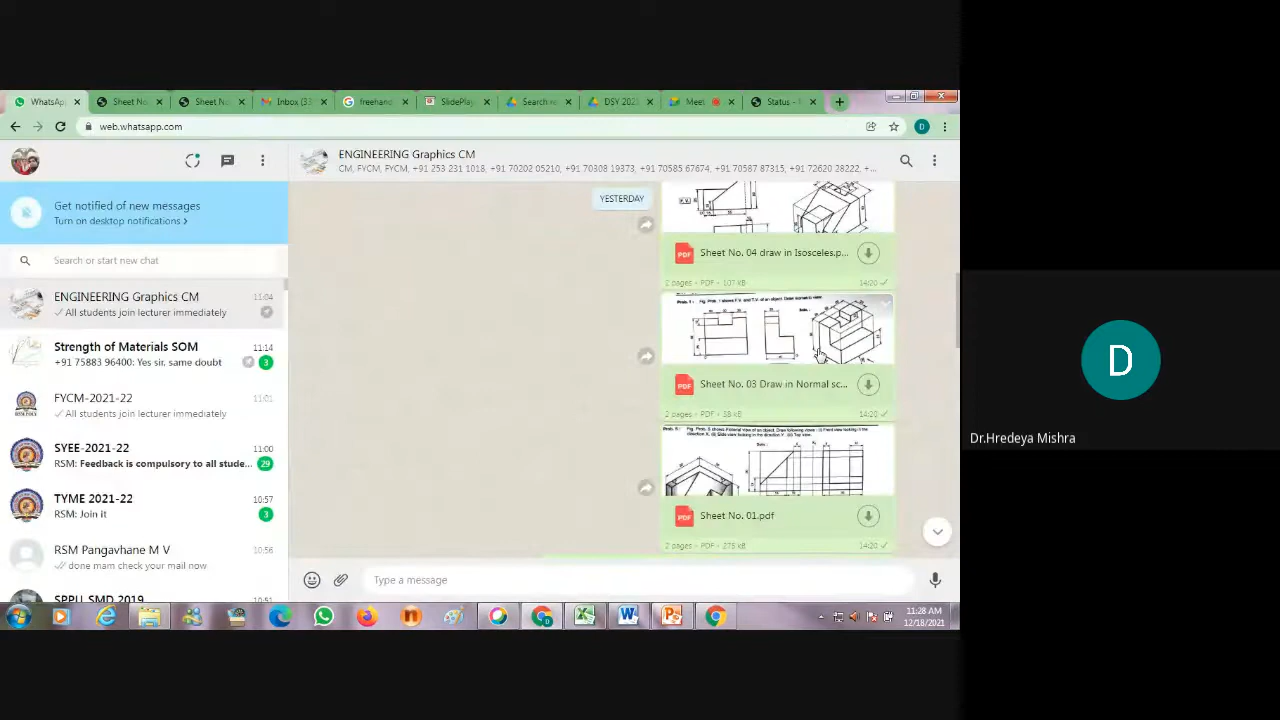 WhatsApp
Sheet No.
Sheet No.
Inbox (33
freehand
SlidePlay
Search re
DSY 202
Meet
Status -
web.whatsapp.com
D
ENGINEERING Graphics CM
CM, FYCM, FYCM, +91 253 231 1018, +91 70202 05210, +91 70308 19373, +91 70585 67674, +91 70587 87315, +91 72620 28222, +...
Get notified of new messages
Turn on desktop notifications
Search or start new chat
ENGINEERING Graphics CM
11:04
All students join lecturer immediately
Strength of Materials SOM
11:14
+91 75883 96400: Yes sir, same doubt
3
FYCM-2021-22
11:01
All students join lecturer immediately
SYEE-2021-22
11:00
RSM: Feedback is compulsory to all stude...
29
TYME 2021-22
10:57
RSM: Join it
3
RSM Pangavhane M V
10:56
done mam check your mail now
SPPU SMD 2019
10:51
YESTERDAY
F.V.
PDF
Sheet No. 04 draw in Isosceles.p...
2 pages • PDF • 107 kB
14:20
PDF
Sheet No. 03 Draw in Normal sc...
2 pages • PDF • 38 kB
14:20
PDF
Sheet No. 01.pdf
2 pages • PDF • 275 kB
14:20
Type a message
11:28 AM
12/18/2021
D
Dr.Hredeya Mishra